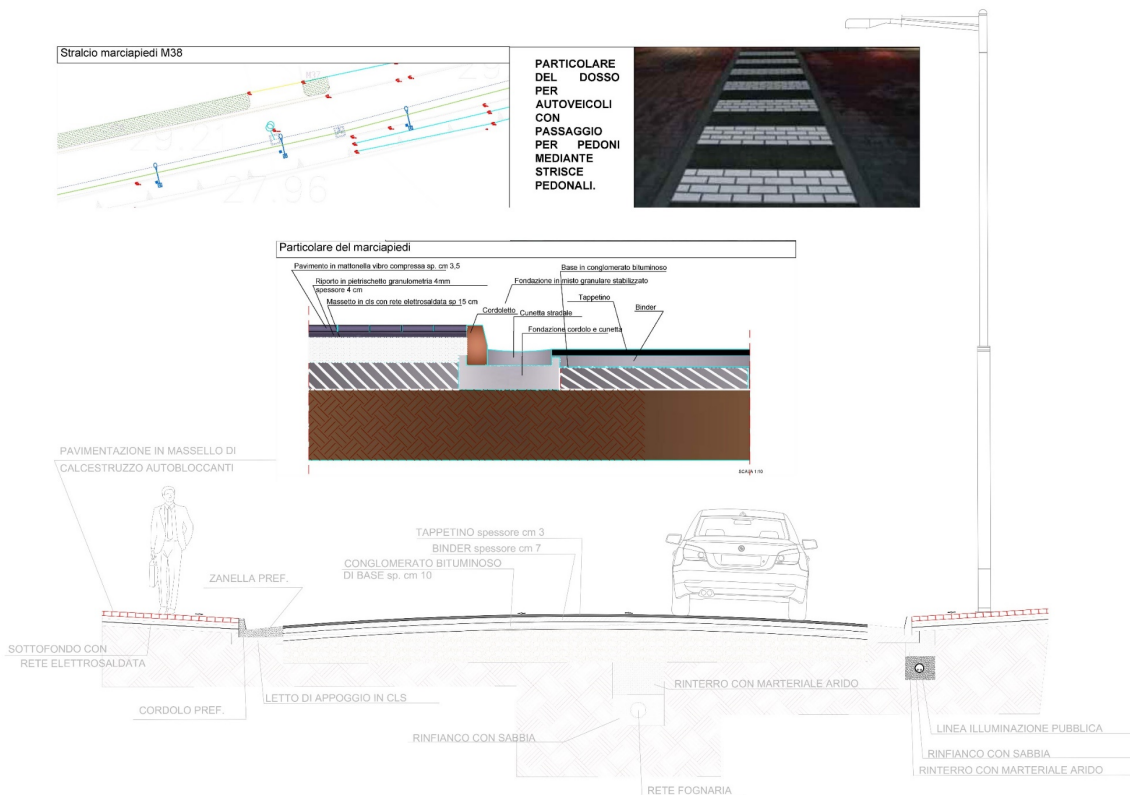 Stralcio marciapiedi M38
29.21
27.96
PARTICOLARE
DEL DOSSO
PER
AUTOVEICOLI
CON
PASSAGGIO
PER PEDONI
MEDIANTE
STRISCE
PEDONALI.
Particolare del marciapiedi
Pavimento in mattonella vibro compressa sp. cm 3,5
Riporto in pietrischetto granulometria 4mm
spessore 4 cm
Massetto in cls con rete elettrosaldata sp 15 cm
Base in conglomerato bituminoso
Fondazione in misto granulare stabilizzato
Tappetino
Binder
Cordoletto
Cunetta stradale
Fondazione cordolo e cunetta
SCALA 1:10
PAVIMENTAZIONE IN MASSELLO DI
CALCESTRUZZO AUTOBLOCCANTI
TAPPETINO spessore cm 3
BINDER spessore cm 7
CONGLOMERATO BITUMINOSO
DI BASE sp. cm 10
ZANELLA PREF.
SOTTOFONDO CON
RETE ELETTROSALDATA
LETTO DI APPOGGIO IN CLS
CORDOLO PREF.
RINTERRO CON MARTERIALE ARIDO
RINFIANCO CON SABBIA
RETE FOGNARIA
LINEA ILLUMINAZIONE PUBBLICA
RINFIANCO CON SABBIA
RINTERRO CON MARTERIALE ARIDO